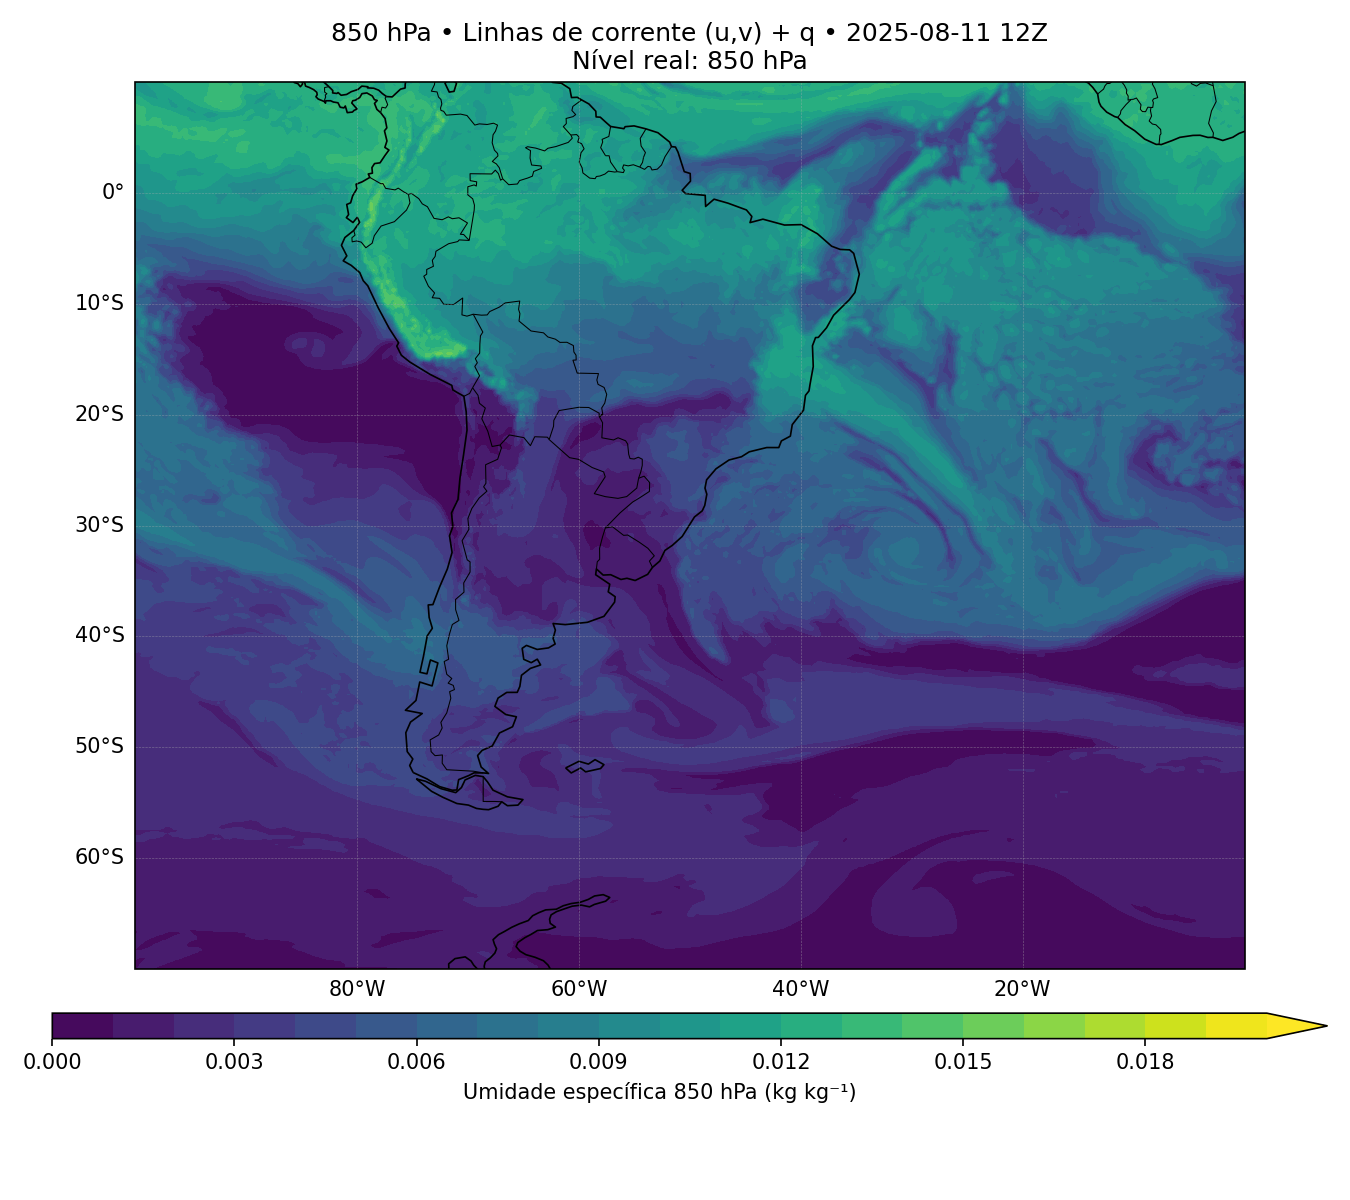 850 hPa • Linhas de corrente (u,v) + q • 2025-08-11 12Z
Nível real: 850 hPa
0°
10°S
20°S
30°S
40°S
50°S
60°S
80°W 60°W 40°W 20°W
0.000 0.003 0.006 0.009 0.012 0.015 0.018
Umidade específica 850 hPa (kg kg⁻¹)